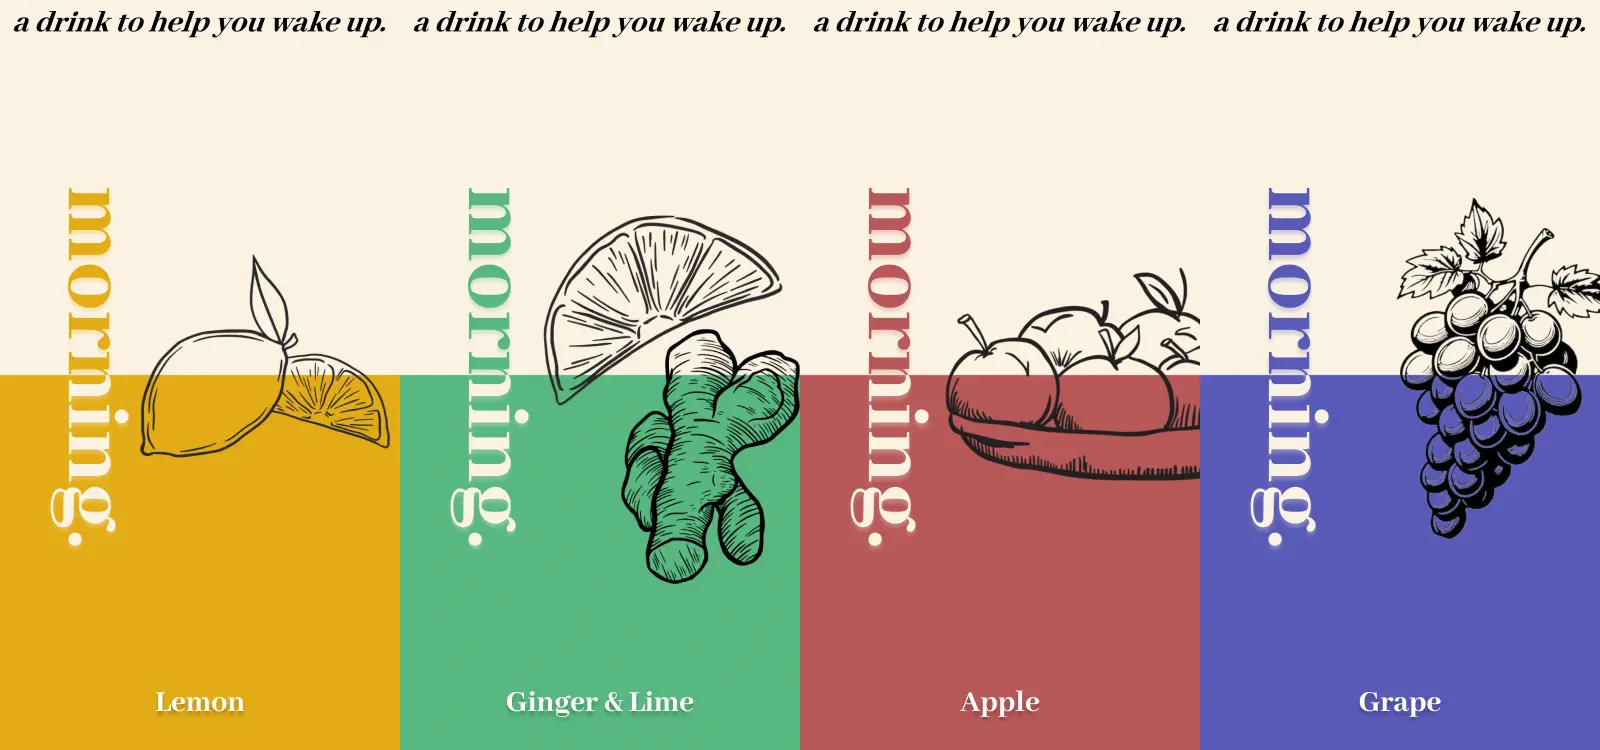 a drink to help you wake up.
morning.
Lemon
a drink to help you wake up.
morning.
Ginger & Lime
a drink to help you wake up.
morning.
Apple
a drink to help you wake up.
morning.
Grape